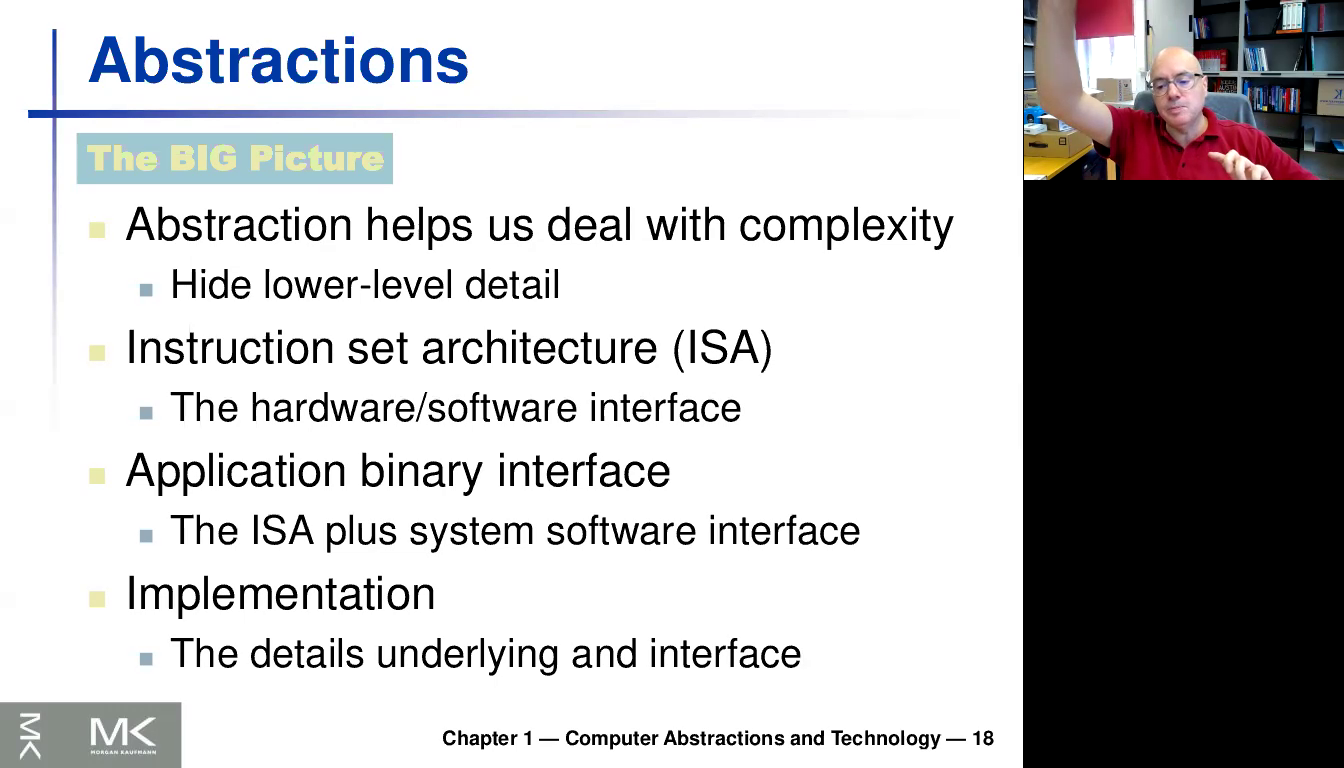 Abstractions
The BIG Picture
Abstraction helps us deal with complexity
Hide lower-level detail
Instruction set architecture (ISA)
The hardware/software interface
Application binary interface
The ISA plus system software interface
Implementation
The details underlying and interface
MK
MK
MORGAN KAUFMANN
Chapter 1 — Computer Abstractions and Technology — 18